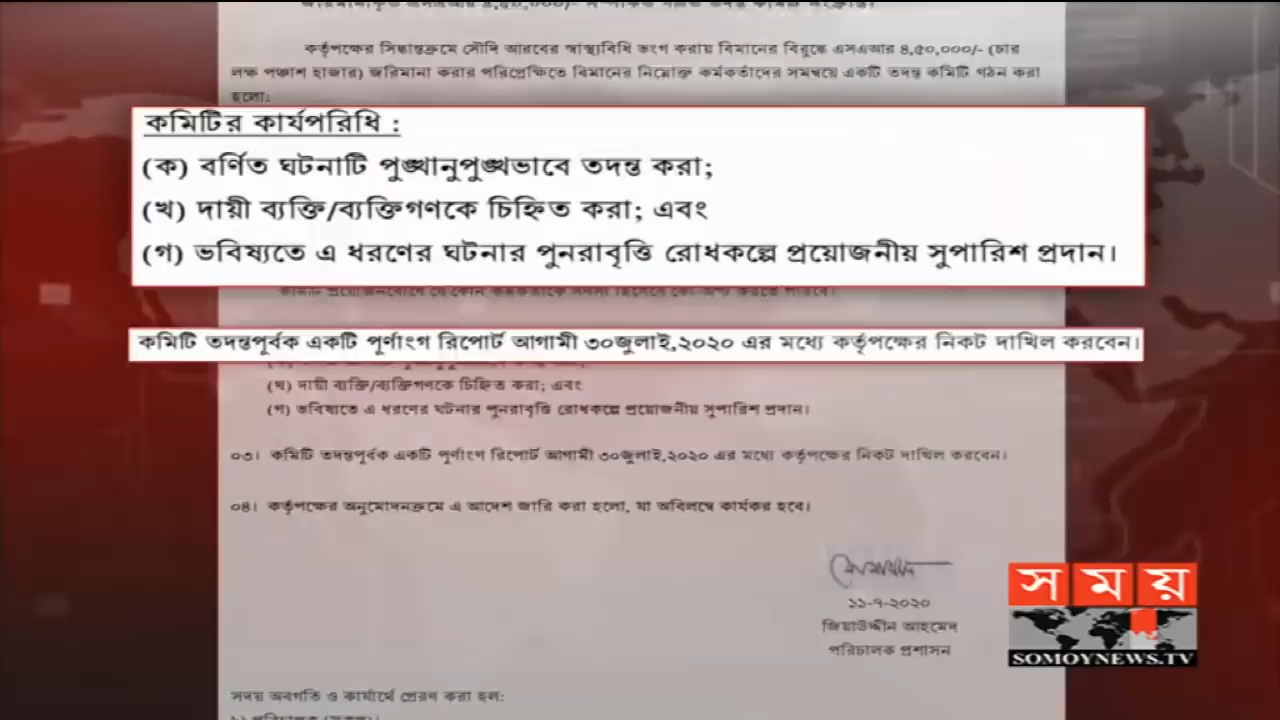 কর্তৃপক্ষের সিদ্ধান্তক্রমে সৌদি আরবের স্বাস্থ্যবিধি ভংগ করায় বিমানের বিরুদ্ধে এসএআর ৪,৫০,০০০/- (চার
লক্ষ পঞ্চাশ হাজার) জরিমানা করার পরিপ্রেক্ষিতে বিমানের নিম্নোক্ত কর্মকর্তাদের সমন্বয়ে একটি তদন্ত কমিটি গঠন করা
হলো:
কমিটির কার্যপরিধি :
(ক) বর্ণিত ঘটনাটি পুঙ্খানুপুঙ্খভাবে তদন্ত করা;
(খ) দায়ী ব্যক্তি/ব্যক্তিগণকে চিহ্নিত করা; এবং
(গ) ভবিষ্যতে এ ধরণের ঘটনার পুনরাবৃত্তি রোধকল্পে প্রয়োজনীয় সুপারিশ প্রদান।
কমিটি তদন্তপূর্বক একটি পূর্ণাংগ রিপোর্ট আগামী ৩০জুলাই,২০২০ এর মধ্যে কর্তৃপক্ষের নিকট দাখিল করবেন।
(খ) দায়ী ব্যক্তি/ব্যক্তিগণকে চিহ্নিত করা; এবং
(গ) ভবিষ্যতে এ ধরণের ঘটনার পুনরাবৃত্তি রোধকল্পে প্রয়োজনীয় সুপারিশ প্রদান।
০৩। কমিটি তদন্তপূর্বক একটি পূর্ণাংগ রিপোর্ট আগামী ৩০জুলাই,২০২০ এর মধ্যে কর্তৃপক্ষের নিকট দাখিল করবেন।
০৪। কর্তৃপক্ষের অনুমোদনক্রমে এ আদেশ জারি করা হলো, যা অবিলম্বে কার্যকর হবে।
১১-৭-২০২০
জিয়াউদ্দীন আহমেদ
পরিচালক প্রশাসন
সময়
SOMOYNEWS.TV
সদয় অবগতি ও কার্যার্থে প্রেরণ করা হল: